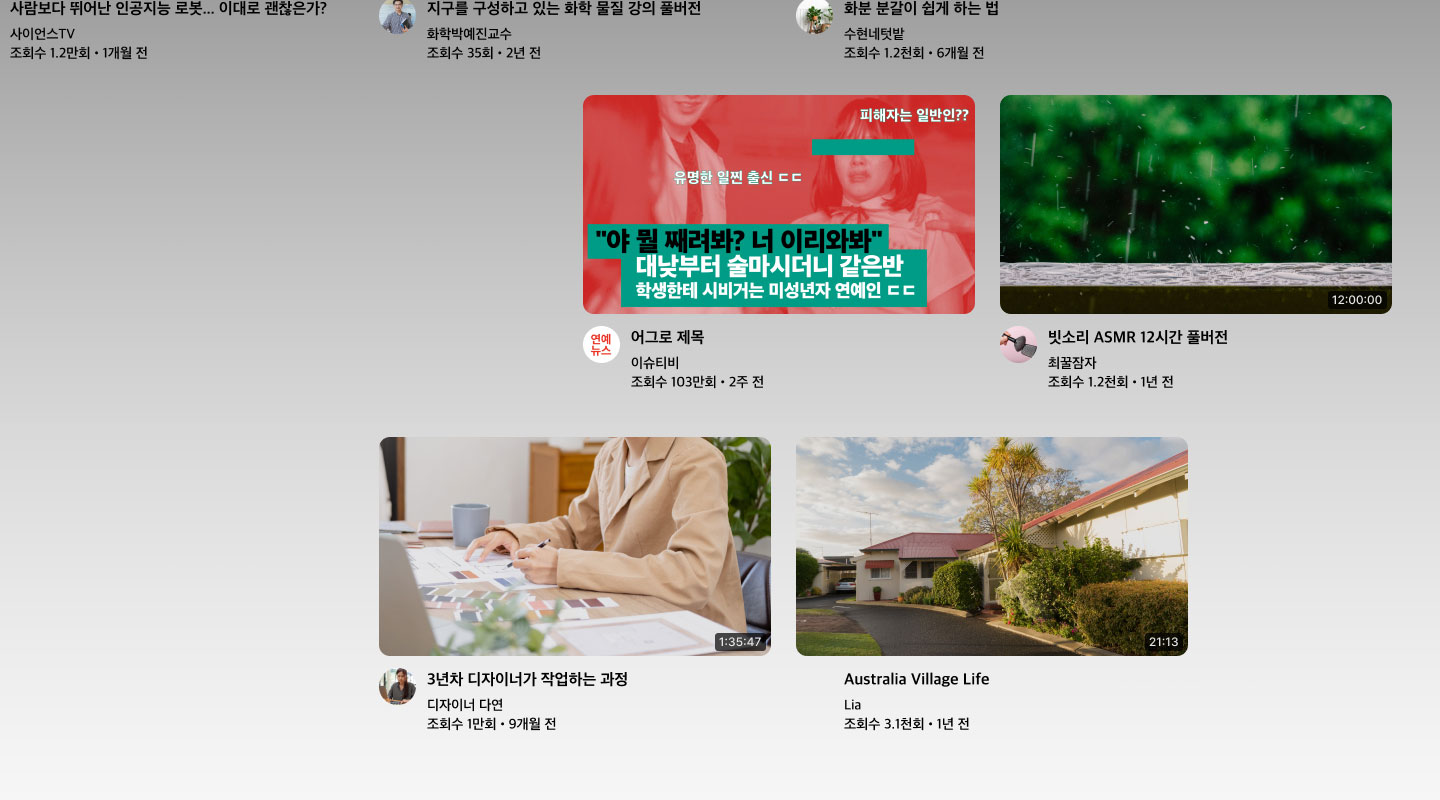 사람보다 뛰어난 인공지능 로봇... 이대로 괜찮은가?
사이언스TV
조회수 1.2만회 • 1개월 전
지구를 구성하고 있는 화학 물질 강의 풀버전
화학박예진교수
조회수 35회 • 2년 전
화분 분갈이 쉽게 하는 법
수현네텃밭
조회수 1.2천회 • 6개월 전
피해자는 일반인??
유명한 일찐 출신 ㄷㄷ
"야 뭘 째려봐? 너 이리와봐"
대낮부터 술마시더니 같은반
학생한테 시비거는 미성년자 연예인 ㄷㄷ
연예
뉴스
어그로 제목
이슈티비
조회수 103만회 • 2주 전
12:00:00
빗소리 ASMR 12시간 풀버전
최꿀잠자
조회수 1.2천회 • 1년 전
1:35:47
3년차 디자이너가 작업하는 과정
디자이너 다연
조회수 1만회 • 9개월 전
21:13
Australia Village Life
Lia
조회수 3.1천회 • 1년 전